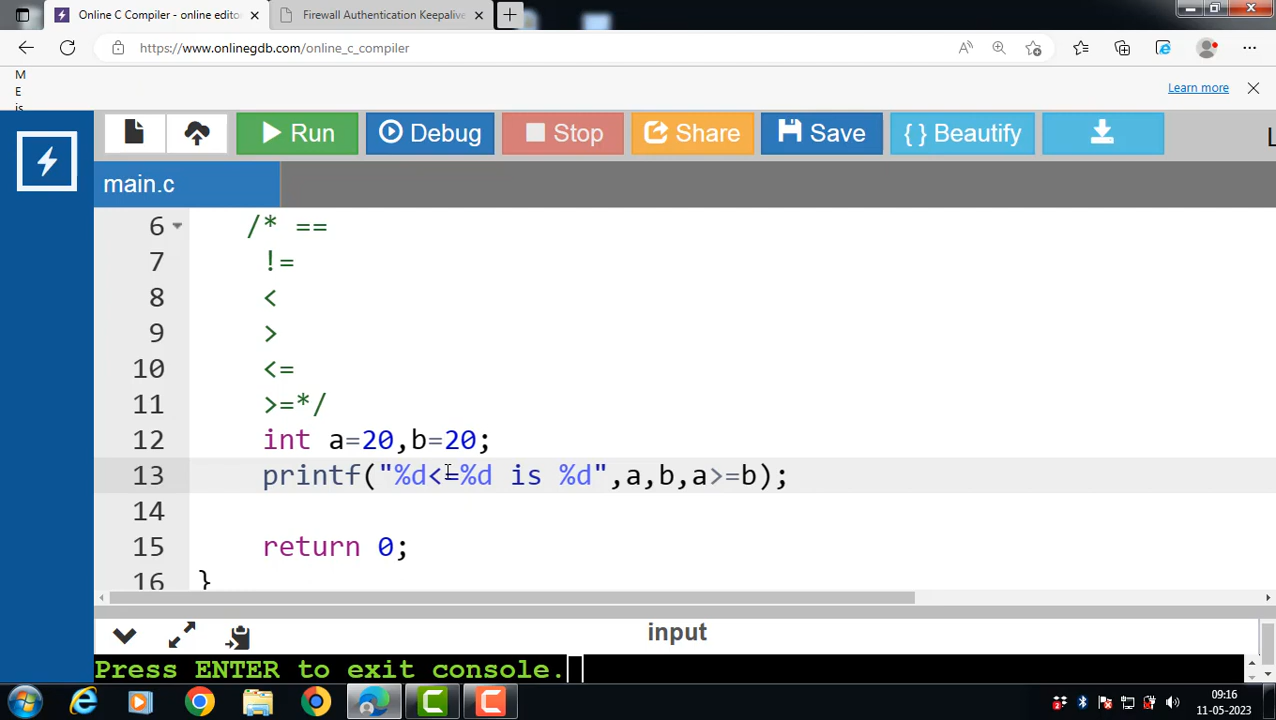 Online C Compiler - online edito
Firewall Authentication Keepalive
https://www.onlinegdb.com/online_c_compiler
M
E
is
Learn more
Run
Debug
Stop
Share
Save
{ } Beautify
L
main.c
6 /* ==
7 !=
8 <
9 >
10 <=
11 >=*/
12 int a=20,b=20;
13 printf("%d<=%d is %d",a,b,a>=b);
14
15 return 0;
16 }
input
Press ENTER to exit console.
09:16
11-05-2023